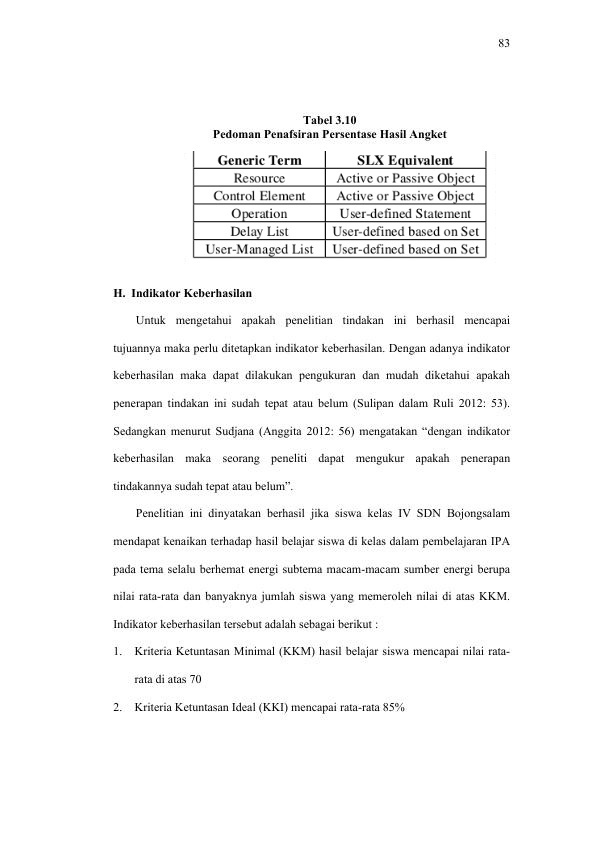 83
Tabel 3.10
Pedoman Penafsiran Persentase Hasil Angket
Generic Term SLX Equivalent
Resource Active or Passive Object
Control Element Active or Passive Object
Operation User-defined Statement
Delay List User-defined based on Set
User-Managed List User-defined based on Set
H. Indikator Keberhasilan
Untuk mengetahui apakah penelitian tindakan ini berhasil mencapai
tujuannya maka perlu ditetapkan indikator keberhasilan. Dengan adanya indikator
keberhasilan maka dapat dilakukan pengukuran dan mudah diketahui apakah
penerapan tindakan ini sudah tepat atau belum (Sulipan dalam Ruli 2012: 53).
Sedangkan menurut Sudjana (Anggita 2012: 56) mengatakan “dengan indikator
keberhasilan maka seorang peneliti dapat mengukur apakah penerapan
tindakannya sudah tepat atau belum”.
Penelitian ini dinyatakan berhasil jika siswa kelas IV SDN Bojongsalam
mendapat kenaikan terhadap hasil belajar siswa di kelas dalam pembelajaran IPA
pada tema selalu berhemat energi subtema macam-macam sumber energi berupa
nilai rata-rata dan banyaknya jumlah siswa yang memeroleh nilai di atas KKM.
Indikator keberhasilan tersebut adalah sebagai berikut :
1. Kriteria Ketuntasan Minimal (KKM) hasil belajar siswa mencapai nilai rata-
rata di atas 70
2. Kriteria Ketuntasan Ideal (KKI) mencapai rata-rata 85%